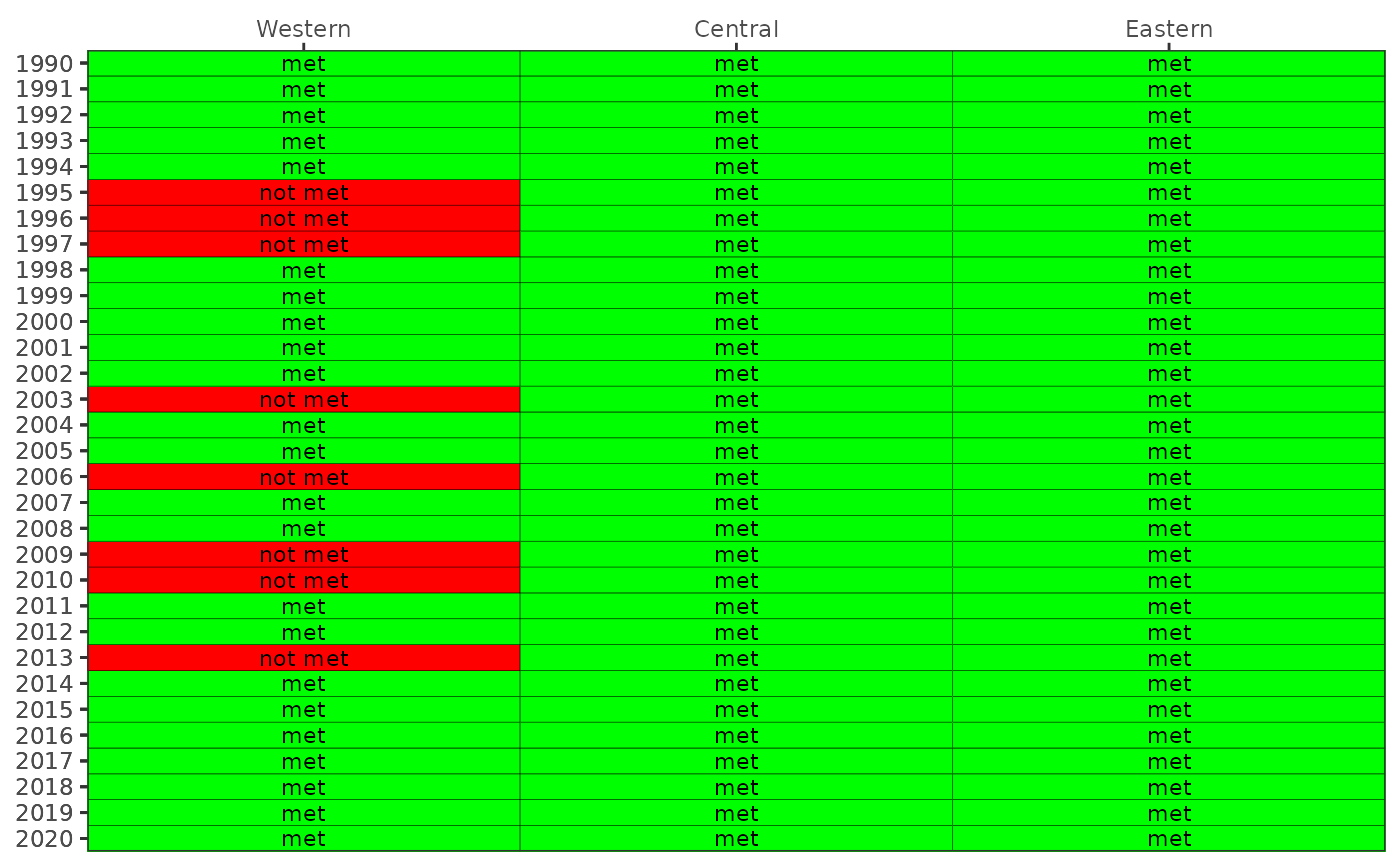 Western Central Eastern
1990 met met met
1991 met met met
1992 met met met
1993 met met met
1994 met met met
1995 not met met met
1996 not met met met
1997 not met met met
1998 met met met
1999 met met met
2000 met met met
2001 met met met
2002 met met met
2003 not met met met
2004 met met met
2005 met met met
2006 not met met met
2007 met met met
2008 met met met
2009 not met met met
2010 not met met met
2011 met met met
2012 met met met
2013 not met met met
2014 met met met
2015 met met met
2016 met met met
2017 met met met
2018 met met met
2019 met met met
2020 met met met